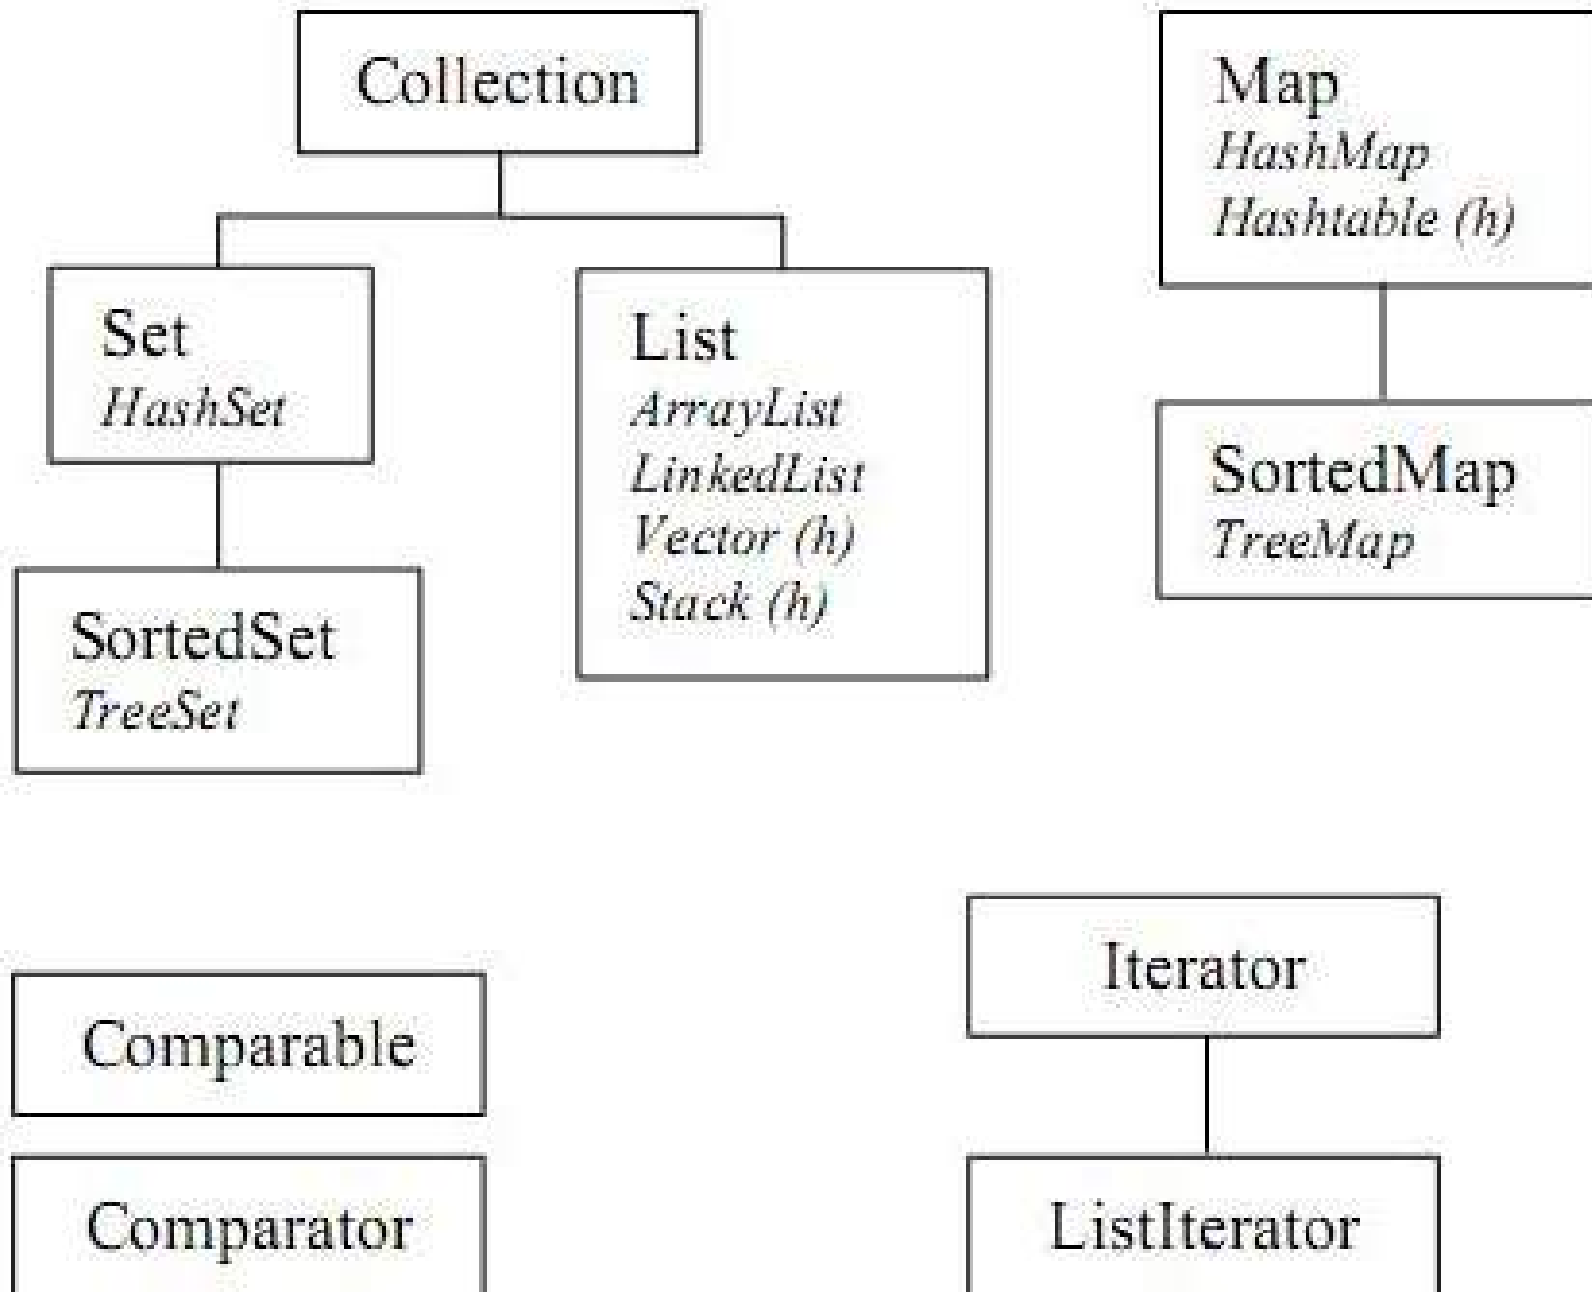 Collection
Map
HashMap
Hashtable (h)
Set
HashSet
List
ArrayList
LinkedList
Vector (h)
Stack (h)
SortedMap
TreeMap
SortedSet
TreeSet
Iterator
Comparable
Comparator
ListIterator